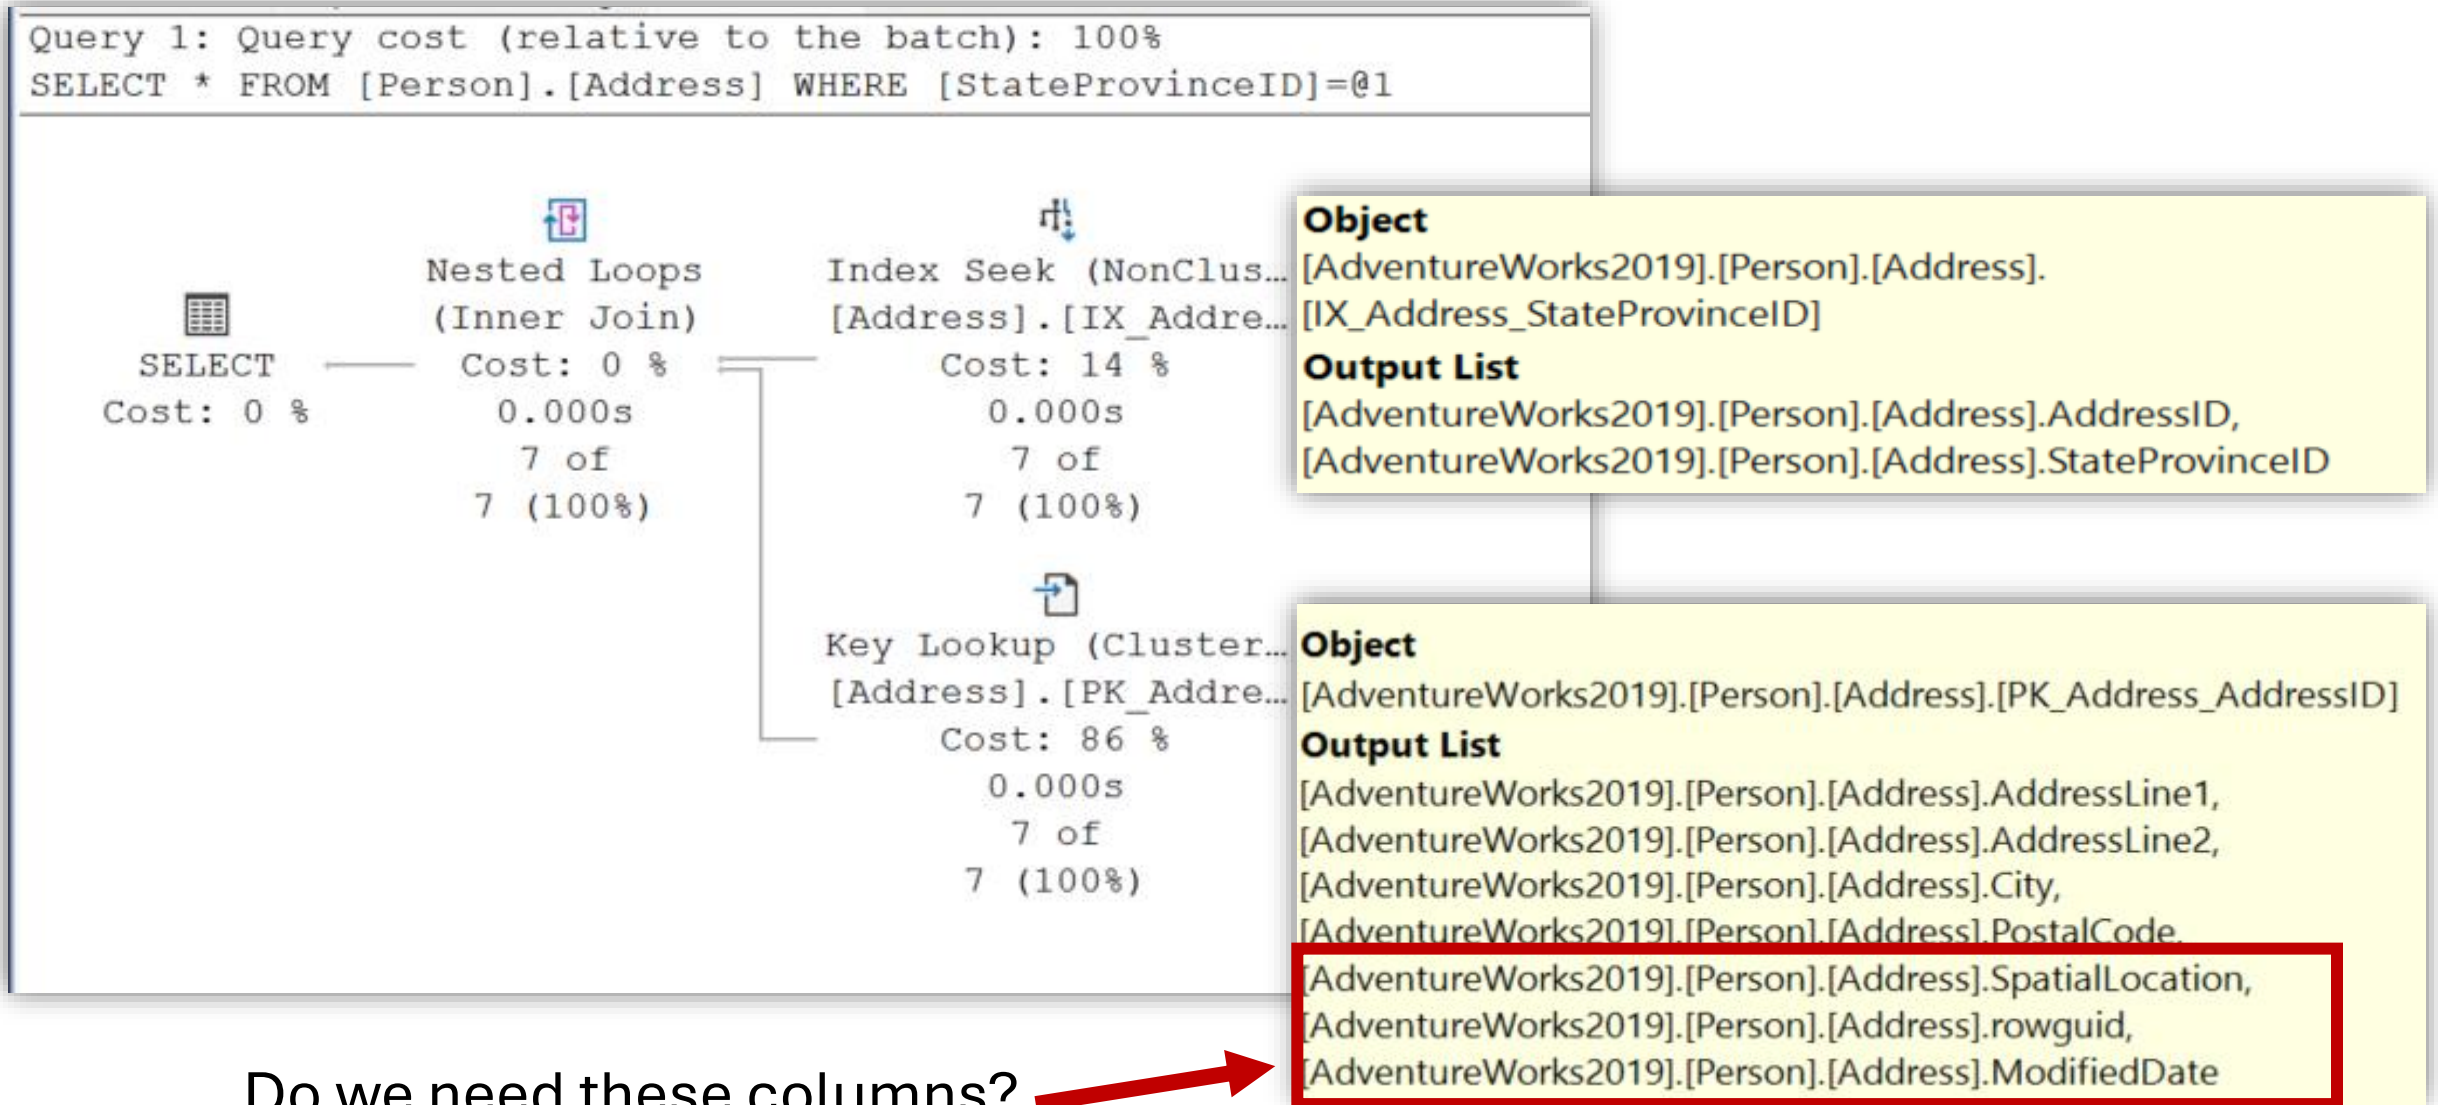 Query 1: Query cost (relative to the batch): 100%
SELECT * FROM [Person].[Address] WHERE [StateProvinceID]=@1
SELECT
Cost: 0 %
Nested Loops
(Inner Join)
Cost: 0 %
0.000s
7 of
7 (100%)
Index Seek (NonClus…
[Address].[IX_Addre…
Cost: 14 %
0.000s
7 of
7 (100%)
Object
[AdventureWorks2019].[Person].[Address].
[IX_Address_StateProvinceID]
Output List
[AdventureWorks2019].[Person].[Address].AddressID,
[AdventureWorks2019].[Person].[Address].StateProvinceID
Key Lookup (Cluster…
[Address].[PK_Addre…
Cost: 86 %
0.000s
7 of
7 (100%)
Object
[AdventureWorks2019].[Person].[Address].[PK_Address_AddressID]
Output List
[AdventureWorks2019].[Person].[Address].AddressLine1,
[AdventureWorks2019].[Person].[Address].AddressLine2,
[AdventureWorks2019].[Person].[Address].City,
[AdventureWorks2019].[Person].[Address].PostalCode,
[AdventureWorks2019].[Person].[Address].SpatialLocation,
[AdventureWorks2019].[Person].[Address].rowguid,
[AdventureWorks2019].[Person].[Address].ModifiedDate
Do we need these columns?